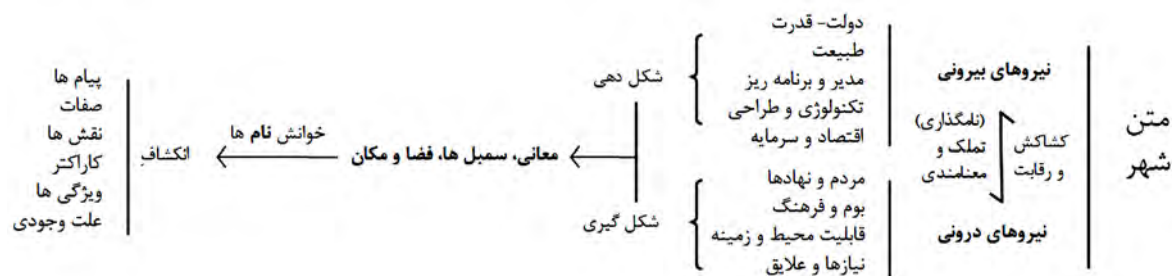 متن
شهر
نیروهای بیرونی
کشاکش
و رقابت
(نامگذاری)
تملک و
معنامندی
نیروهای درونی
دولت- قدرت
طبیعت
مدیر و برنامه ریز
تکنولوژی و طراحی
اقتصاد و سرمایه
مردم و نهادها
بوم و فرهنگ
قابلیت محیط و زمینه
نیازها و علایق
شکل دهی
شکل گیری
معانی، سمبل ها، فضا و مکان
خوانش نام ها
انکشاف
پیام ها
صفات
نقش ها
کاراکتر
ویژگی ها
علت وجودی